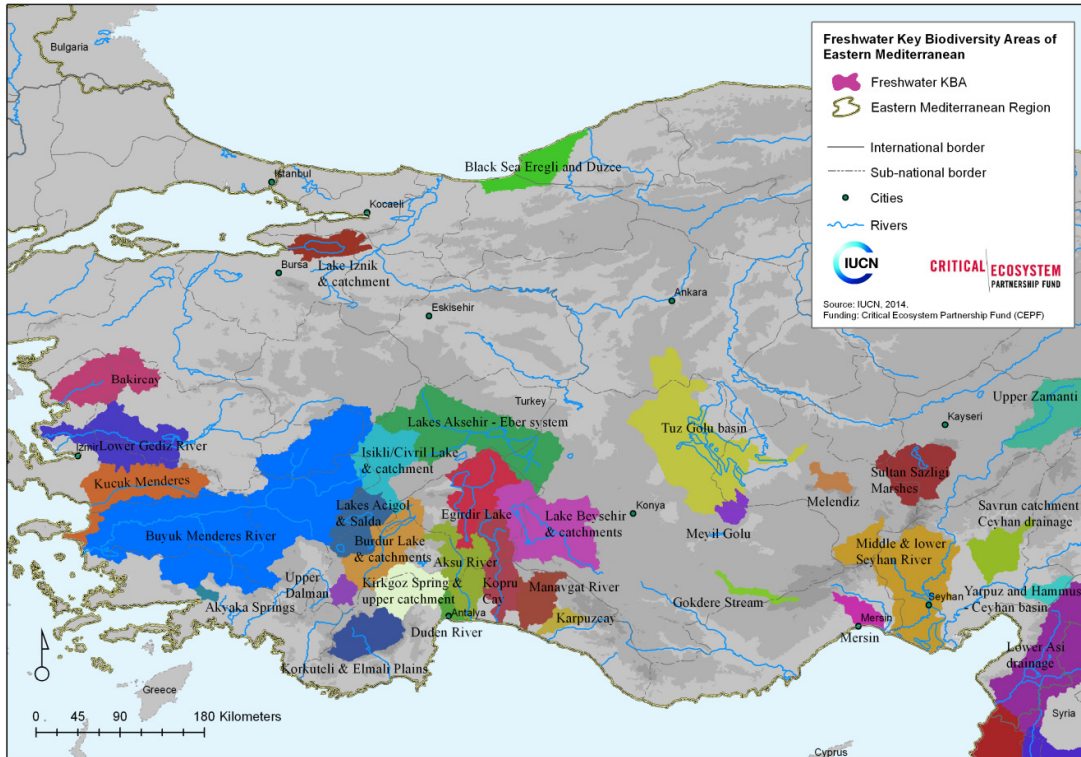 Freshwater Key Biodiversity Areas of
Eastern Mediterranean
Freshwater KBA
Eastern Mediterranean Region
International border
Sub-national border
Cities
Rivers
IUCN
CRITICAL ECOSYSTEM
PARTNERSHIP FUND
Source: IUCN, 2014.
Funding: Critical Ecosystem Partnership Fund (CEPF)
Bulgaria
Istanbul
Kocaeli
Black Sea Eregli and Duzce
Bursa
Lake Iznik
& catchment
Eskisehir
Ankara
Bakircay
Turkey
Kayseri
Upper Zamanti
Izmir
Lower Gediz River
Lakes Aksehir - Eber system
Tuz Golu basin
Isikli/Civril Lake
& catchment
Kucuk Menderes
Melendiz
Sultan Sazligi
Marshes
Lakes Acigol
& Salda
Egirdir Lake
Lake Beysehir
& catchments
Konya
Meyil Golu
Savrun catchment
Ceyhan drainage
Buyuk Menderes River
Burdur Lake
& catchments
Aksu River
Middle & lower
Seyhan River
Upper
Dalman
Kirkgoz Spring &
upper catchment
Kopru
Cay
Manavgat River
Gokdere Stream
Yarpuz and Hammus
- Ceyhan basin
Akyaka Springs
Antalya
Duden River
Karpuzcay
Mersin
Mersin
Seyhan
Korkuteli & Elmali Plains
Lower Asi
drainage
Greece
Syria
0 45 90 180 Kilometers
Cyprus